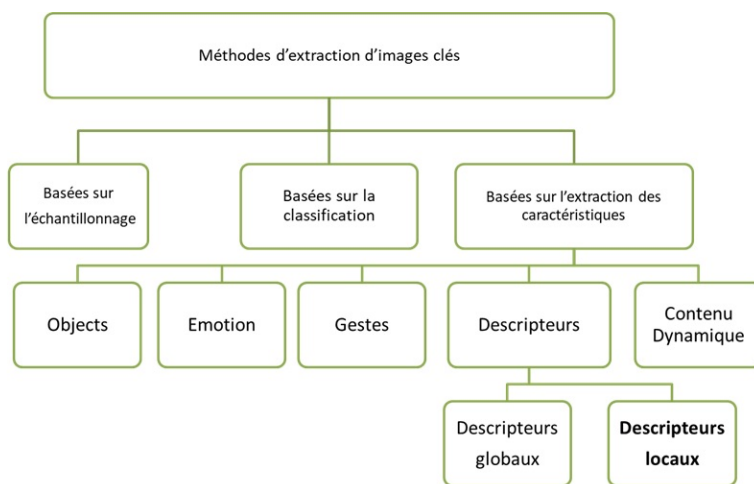 Méthodes d’extraction d’images clés
Basées sur
l’échantillonnage
Basées sur la
classification
Basées sur l’extraction des
caractéristiques
Objects
Emotion
Gestes
Descripteurs
Contenu
Dynamique
Descripteurs
globaux
Descripteurs
locaux